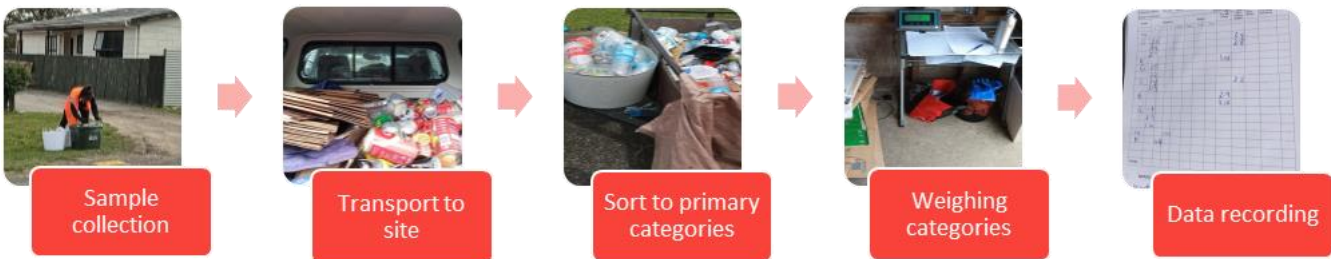 Sample
collection
Transport to
site
Sort to primary
categories
Weighing
categories
Data recording